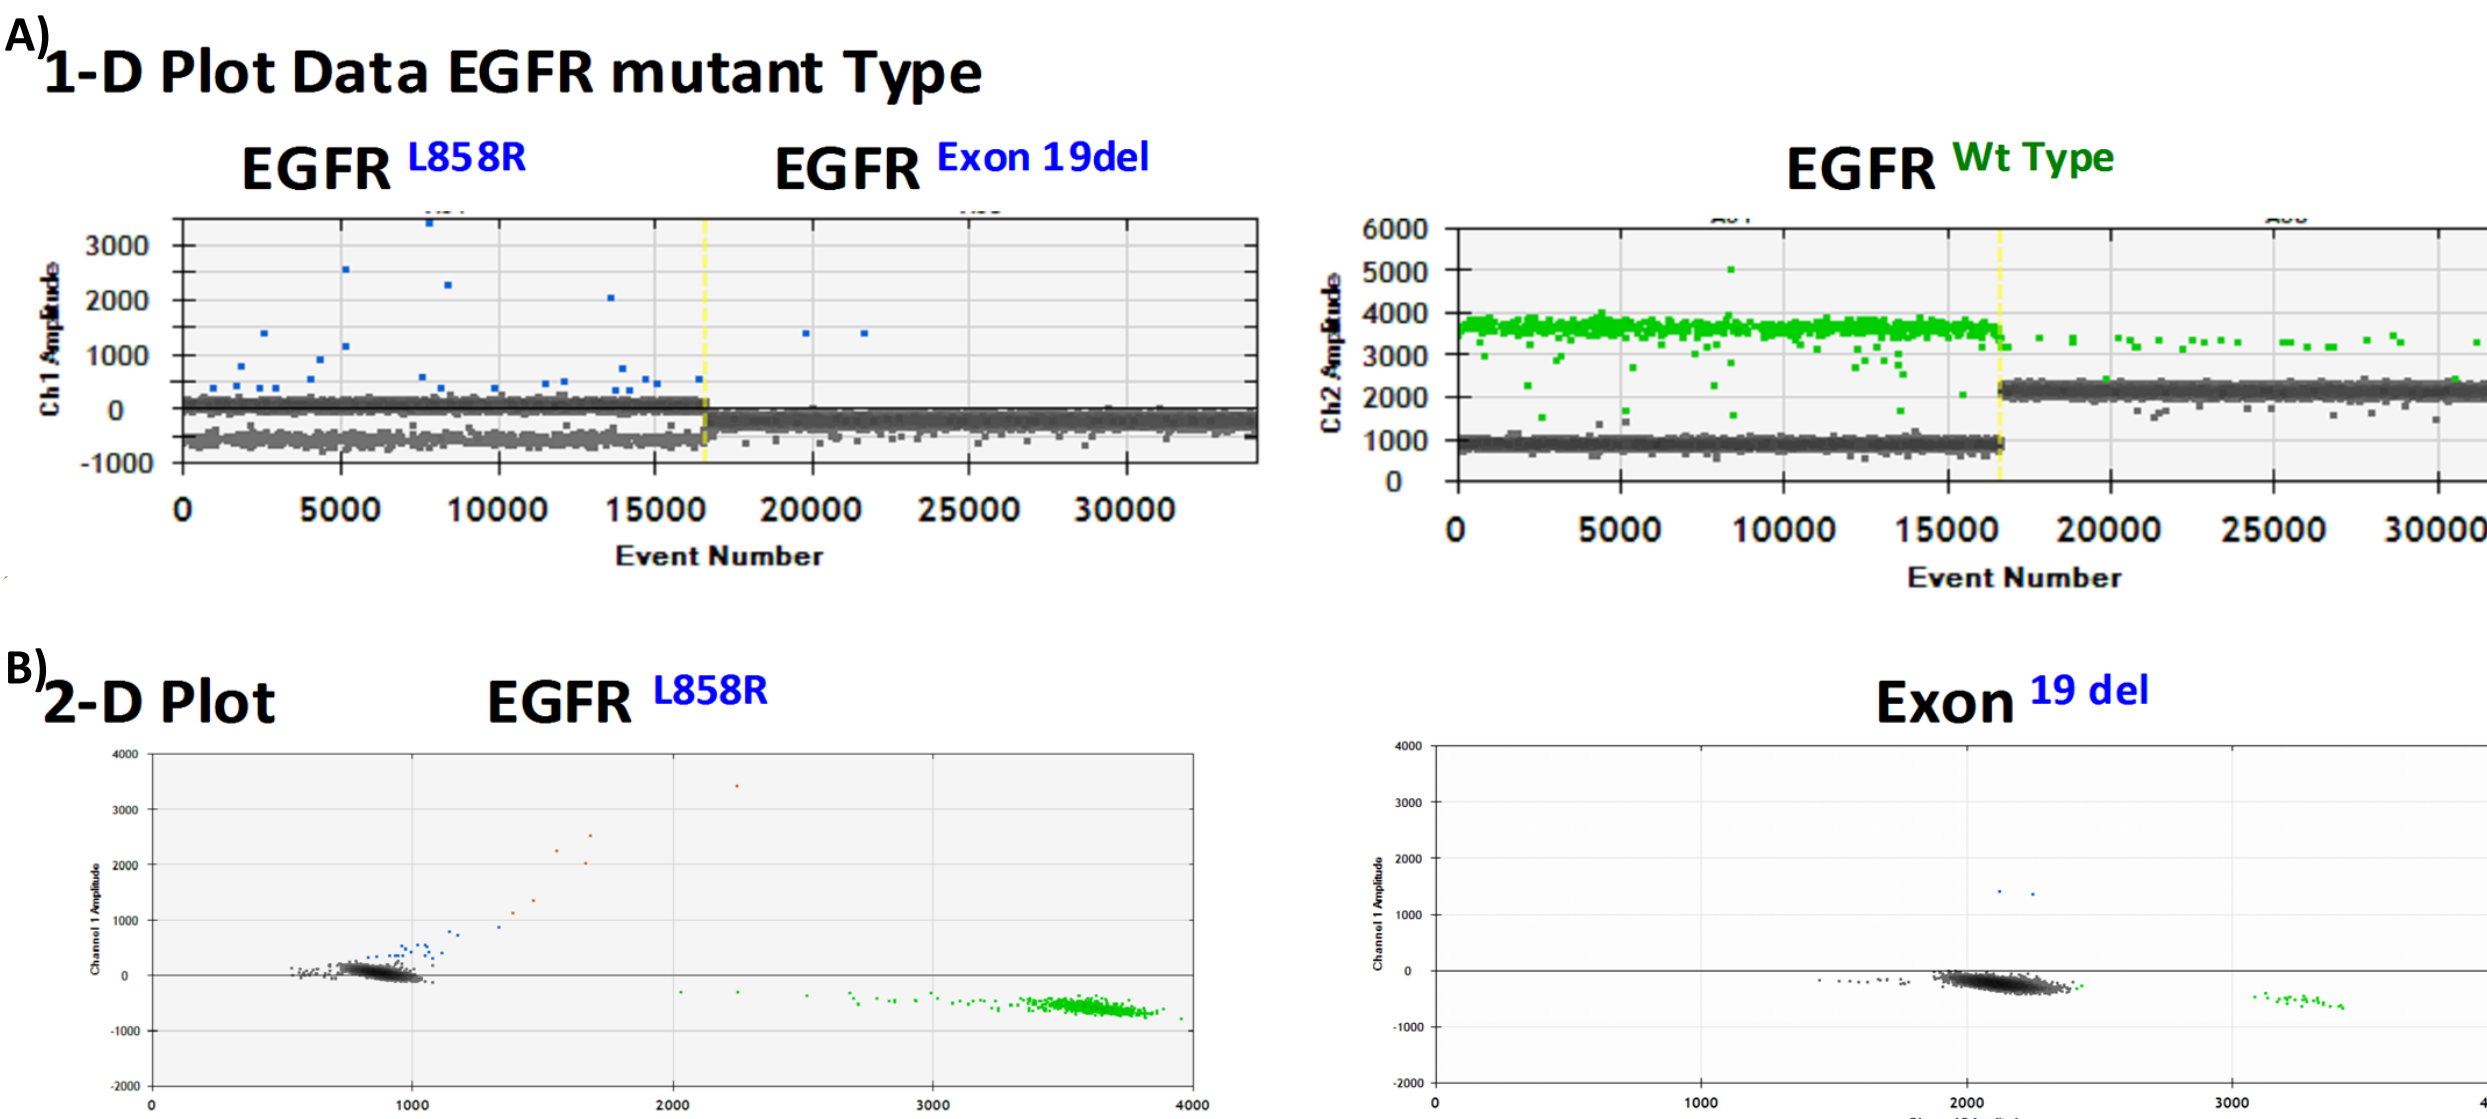 A)
1-D Plot Data EGFR mutant Type
EGFR L858R
EGFR Exon 19del
EGFR Wt Type
Ch1 Amplitude
3000
2000
1000
0
-1000
0 5000 10000 15000 20000 25000 30000
Event Number
Ch2 Amplitude
6000
5000
4000
3000
2000
1000
0
0 5000 10000 15000 20000 25000 30000
Event Number
B)
2-D Plot
EGFR L858R
Exon 19 del
Channel 1 Amplitude
4000
3000
2000
1000
0
-1000
-2000
0 1000 2000 3000 4000
Channel 1 Amplitude
4000
3000
2000
1000
0
-1000
-2000
0 1000 2000 3000